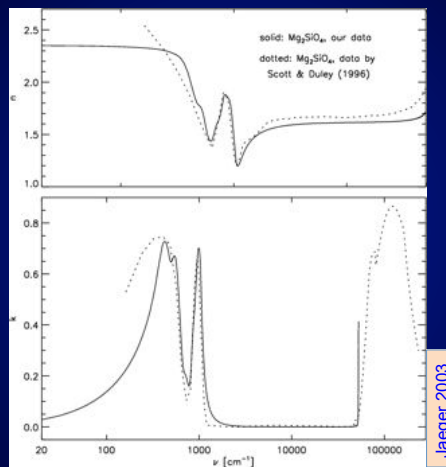 solid: Mg₂SiO₄, our data
dotted: Mg₂SiO₄, data by
Scott & Duley (1996)
2.5
2.0
1.5
1.0
n
0.8
0.6
0.4
0.2
0.0
k
20 100 1000 10000 100000
ν [cm⁻¹]
Jaeger 2003